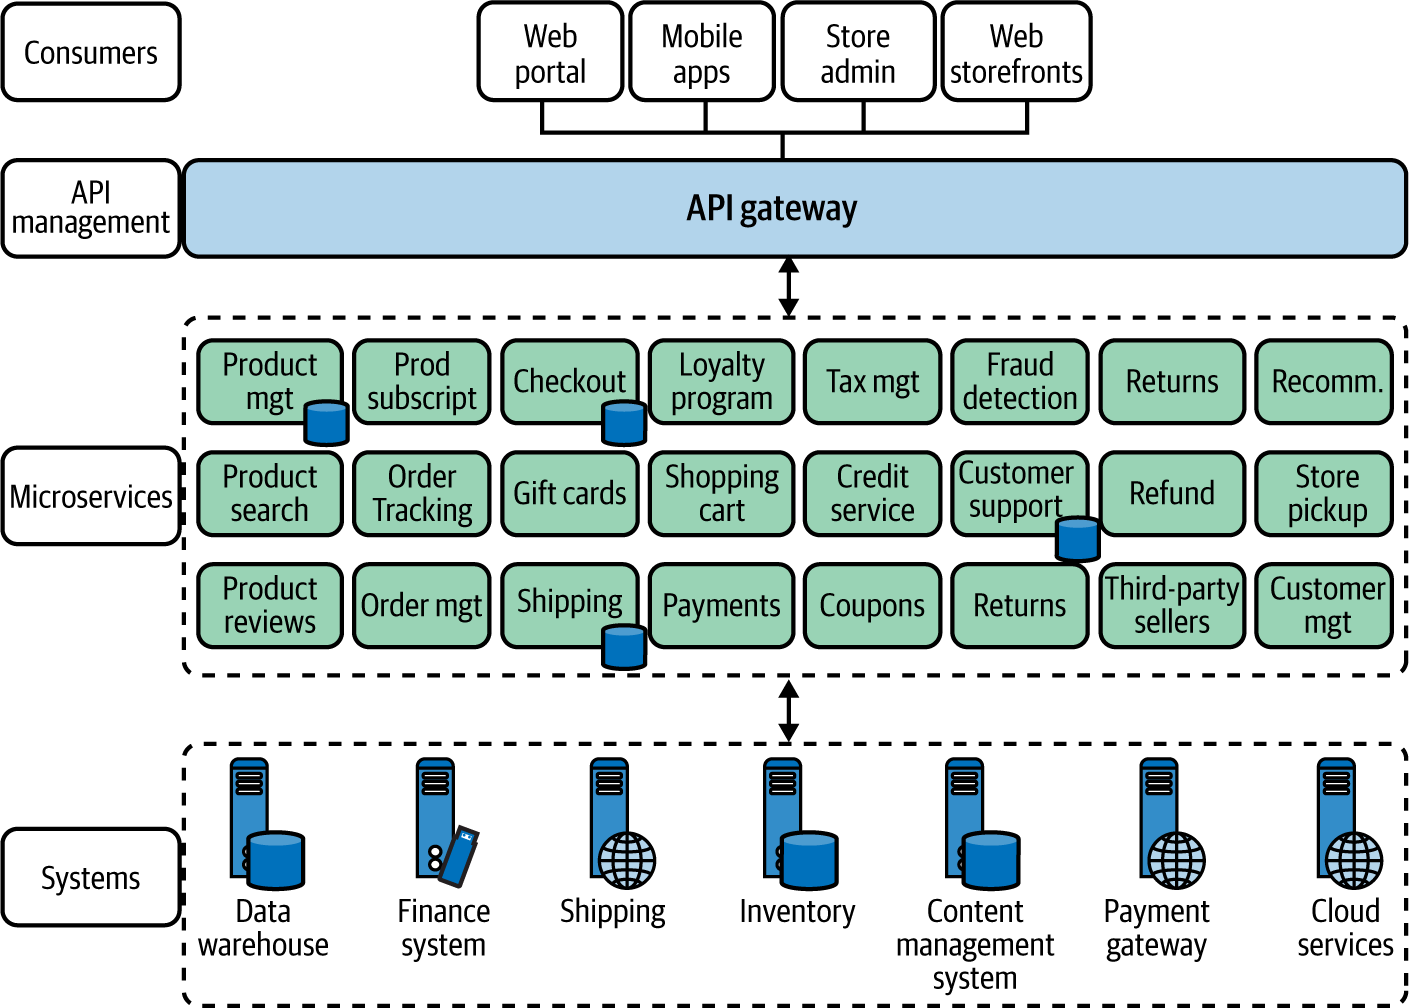 Consumers
Web
portal
Mobile
apps
Store
admin
Web
storefronts
API
management
API gateway
Microservices
Product
mgt
Prod
subscript
Checkout
Loyalty
program
Tax mgt
Fraud
detection
Returns
Recomm.
Product
search
Order
Tracking
Gift cards
Shopping
cart
Credit
service
Customer
support
Refund
Store
pickup
Product
reviews
Order mgt
Shipping
Payments
Coupons
Returns
Third-party
sellers
Customer
mgt
Systems
Data
warehouse
Finance
system
Shipping
Inventory
Content
management
system
Payment
gateway
Cloud
services